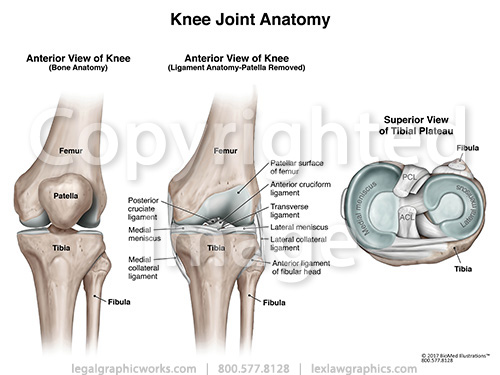 Knee Joint Anatomy
Anterior View of Knee
(Bone Anatomy)
Femur
Patella
Tibia
Fibula
Anterior View of Knee
(Ligament Anatomy-Patella Removed)
Femur
Patellar surface
of femur
Anterior cruciform
ligament
Transverse
ligament
Lateral meniscus
Lateral collateral
ligament
Anterior ligament
of fibular head
Posterior
cruciate
ligament
Medial
meniscus
Medial
collateral
ligament
Tibia
Fibula
Superior View
of Tibial Plateau
Fibula
PCL
ACL
Medial meniscus
Lateral meniscus
Tibia
Copyrighted
Image
© 2017 BioMed Illustrations™
800.577.8128
legalgraphicworks.com | 800.577.8128 | lexlawgraphics.com